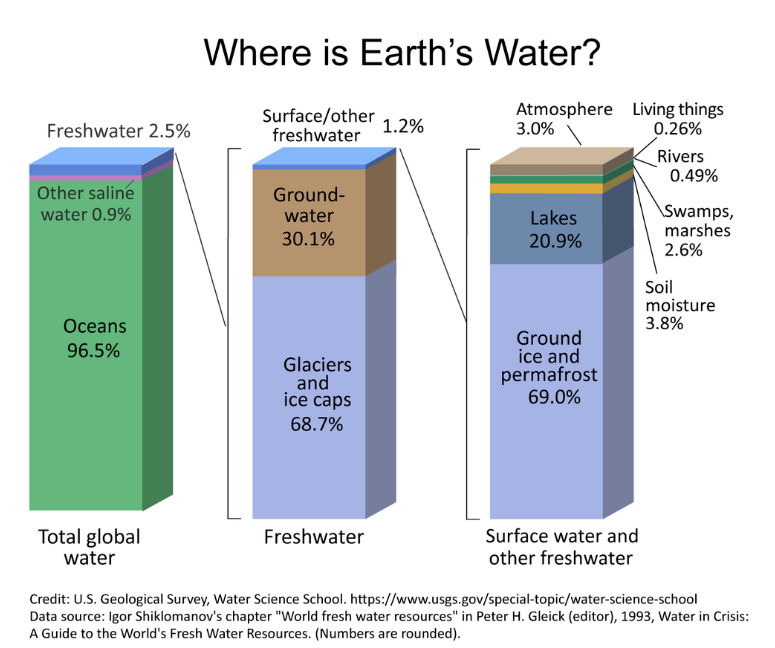 Where is Earth's Water?
Freshwater 2.5%
Other saline
water 0.9%
Oceans
96.5%
Total global
water
Surface/other
freshwater
1.2%
Ground-
water
30.1%
Glaciers
and
ice caps
68.7%
Freshwater
Atmosphere
3.0%
Living things
0.26%
Rivers
0.49%
Swamps,
marshes
2.6%
Soil
moisture
3.8%
Lakes
20.9%
Ground
ice and
permafrost
69.0%
Surface water and
other freshwater
Credit: U.S. Geological Survey, Water Science School. https://www.usgs.gov/special-topic/water-science-school
Data source: Igor Shiklomanov's chapter "World fresh water resources" in Peter H. Gleick (editor), 1993, Water in Crisis:
A Guide to the World's Fresh Water Resources. (Numbers are rounded).